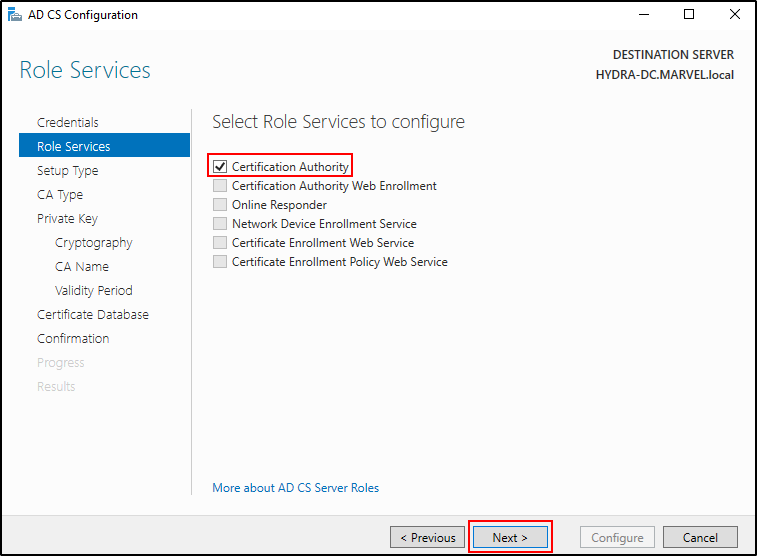 AD CS Configuration
Role Services
DESTINATION SERVER
HYDRA-DC.MARVEL.local
Credentials
Role Services
Setup Type
CA Type
Private Key
Cryptography
CA Name
Validity Period
Certificate Database
Confirmation
Progress
Results
Select Role Services to configure
Certification Authority
Certification Authority Web Enrollment
Online Responder
Network Device Enrollment Service
Certificate Enrollment Web Service
Certificate Enrollment Policy Web Service
More about AD CS Server Roles
< Previous
Next >
Configure
Cancel